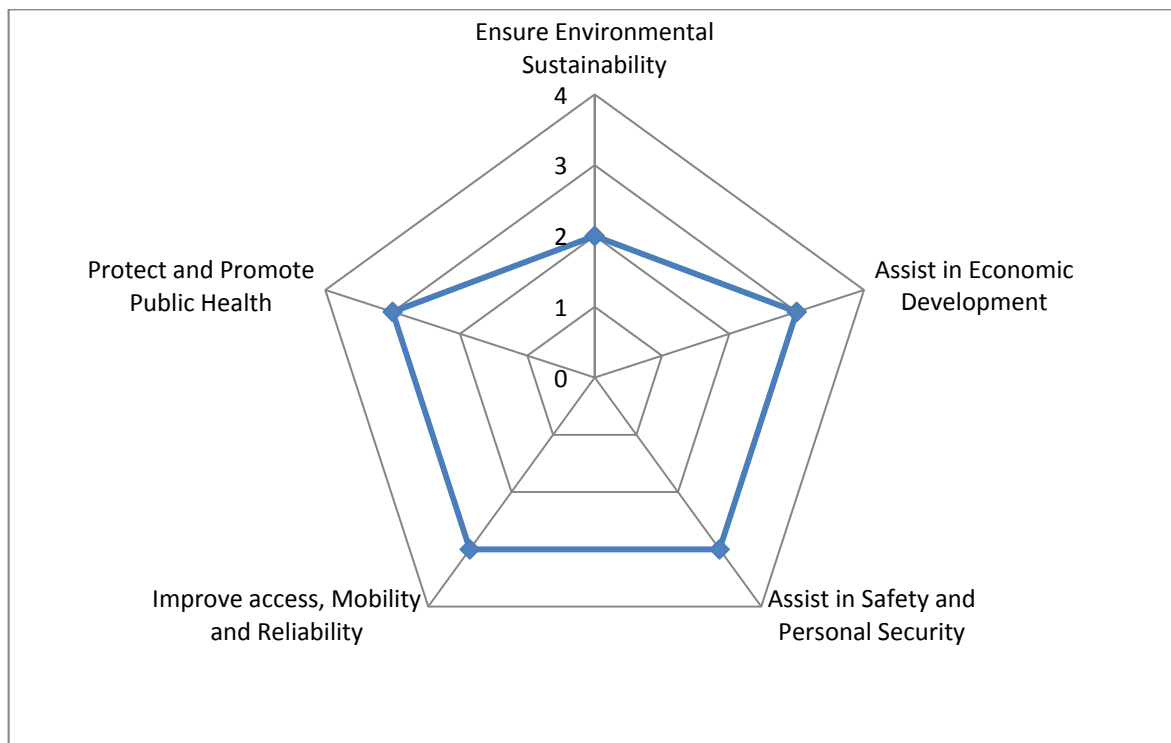 Ensure Environmental
Sustainability
4
3
2
1
0
Assist in Economic
Development
Assist in Safety and
Personal Security
Improve access, Mobility
and Reliability
Protect and Promote
Public Health